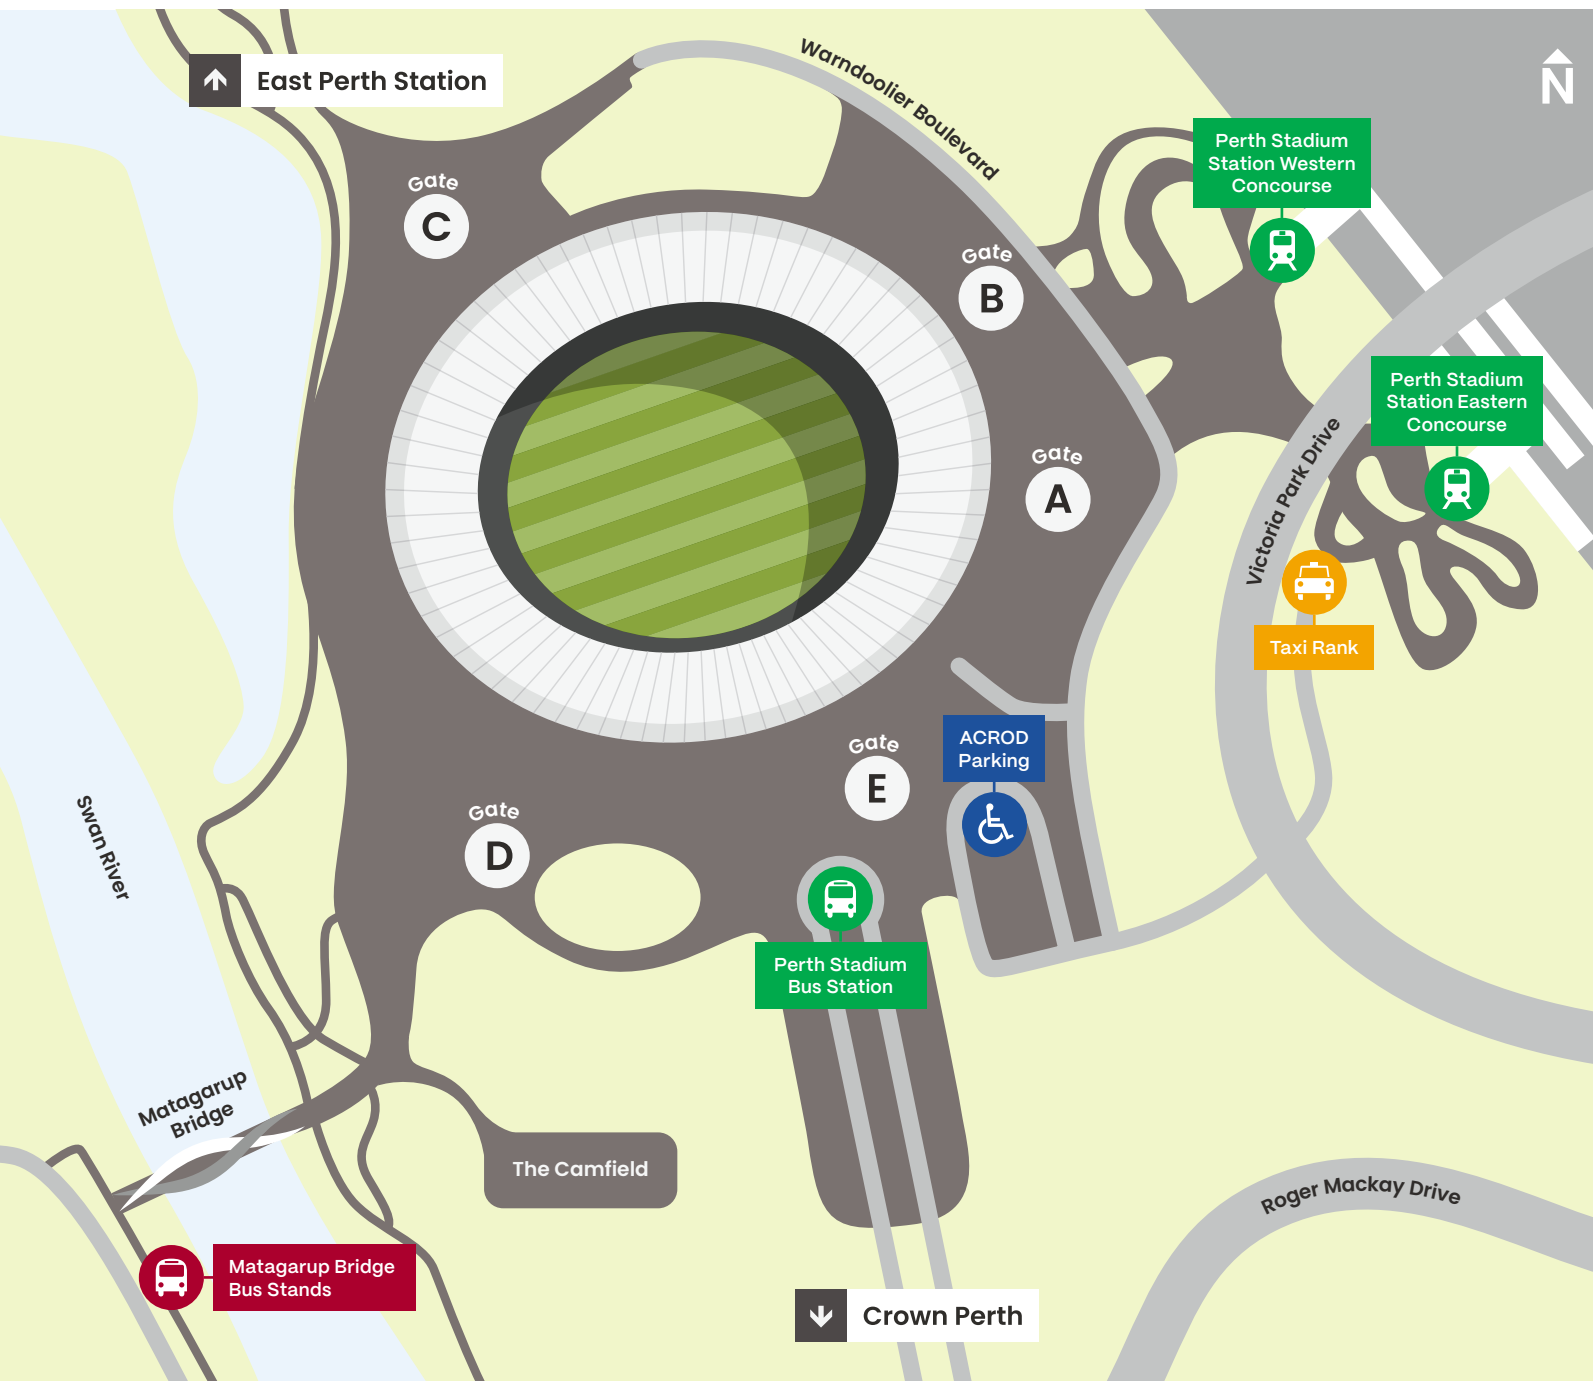 East Perth Station
Warndoolier Boulevard
N
Perth Stadium
Station Western
Concourse
Gate
C
Gate
B
Perth Stadium
Station Eastern
Concourse
Gate
A
Victoria Park Drive
Taxi Rank
ACROD
Parking
Gate
E
Gate
D
Swan River
Perth Stadium
Bus Station
Matagarup
Bridge
The Camfield
Roger Mackay Drive
Matagarup Bridge
Bus Stands
Crown Perth